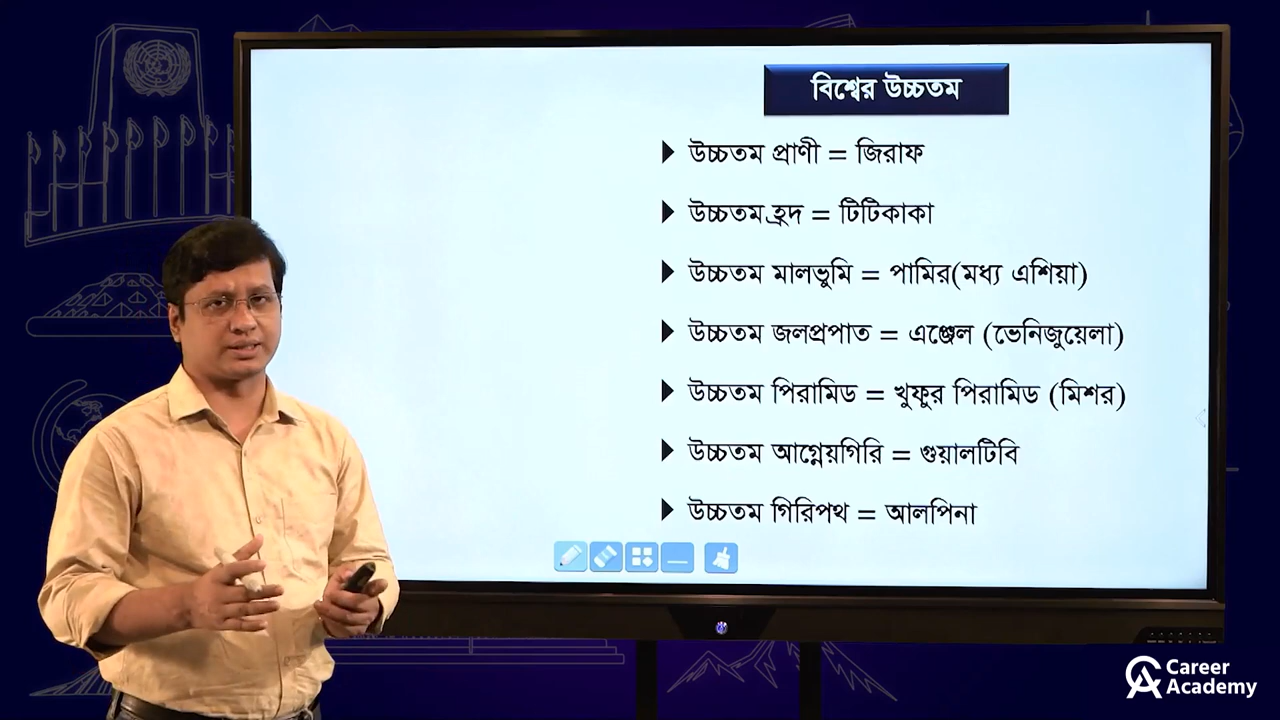 বিশ্বের উচ্চতম
উচ্চতম প্রাণী = জিরাফ
উচ্চতম হ্রদ = টিটিকাকা
উচ্চতম মালভুমি = পামির(মধ্য এশিয়া)
উচ্চতম জলপ্রপাত = এঞ্জেল (ভেনিজুয়েলা)
উচ্চতম পিরামিড = খুফুর পিরামিড (মিশর)
উচ্চতম আগ্নেয়গিরি = গুয়ালটিবি
উচ্চতম গিরিপথ = আলপিনা
Career
Academy